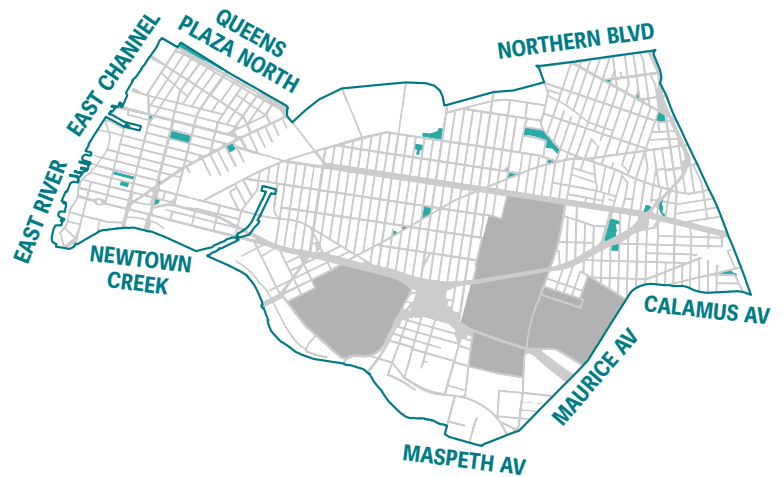 QUEENS
PLAZA NORTH
NORTHERN BLVD
EAST CHANNEL
EAST RIVER
NEWTOWN
CREEK
CALAMUS AV
MAURICE AV
MASPETH AV